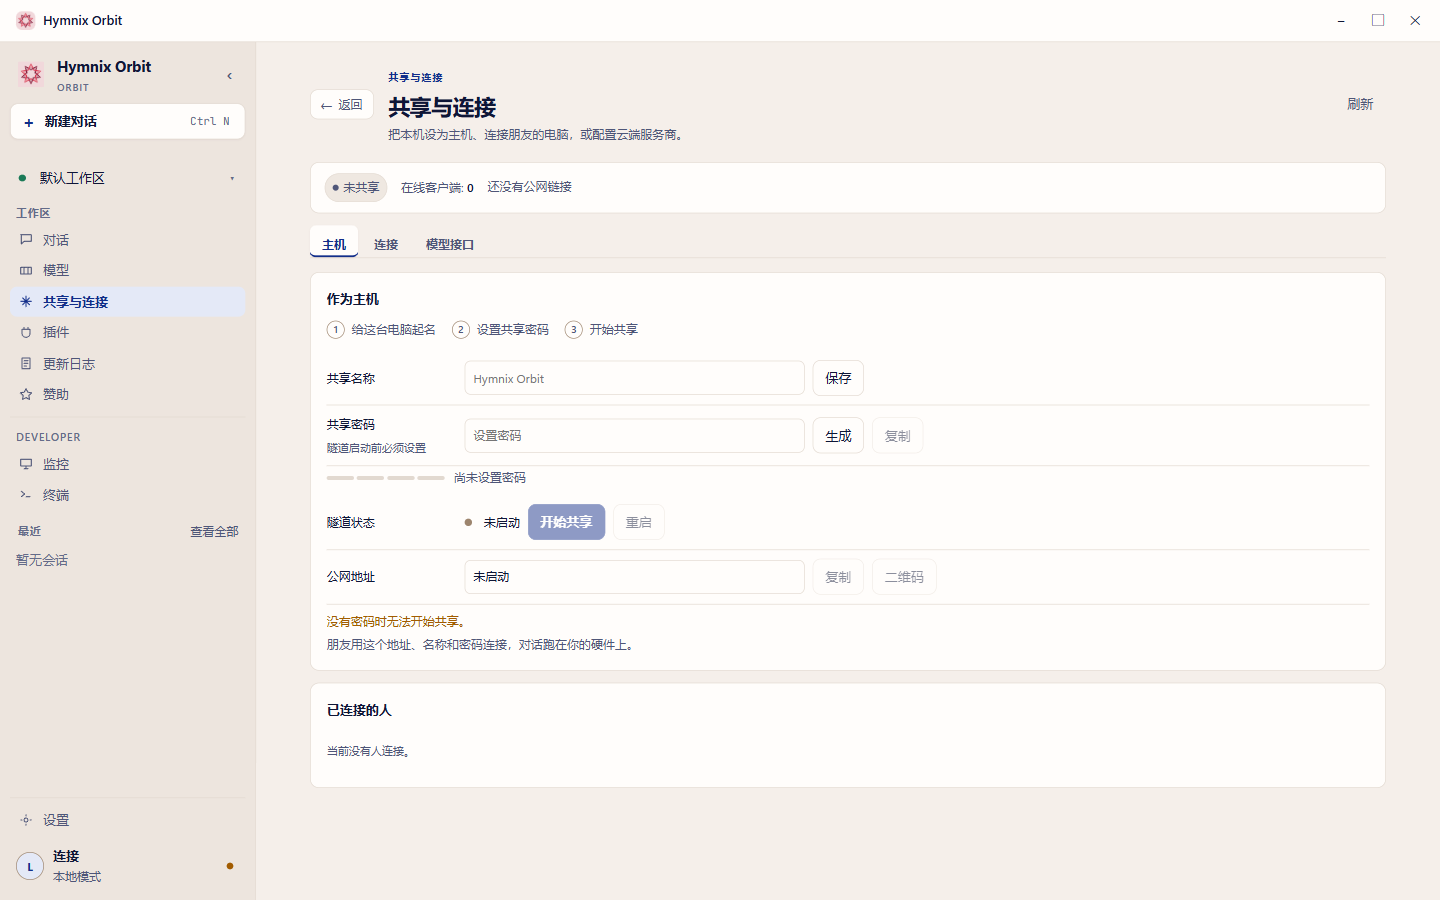 Hymnix Orbit
Hymnix Orbit
ORBIT
+ 新建对话 Ctrl N
默认工作区
工作区
对话
模型
共享与连接
插件
更新日志
赞助
DEVELOPER
监控
终端
最近 查看全部
暂无会话
设置
L
连接
本地模式
← 返回
共享与连接
共享与连接
把本机设为主机、连接朋友的电脑，或配置云端服务商。
刷新
未共享 在线客户端: 0 还没有公网链接
主机 连接 模型接口
作为主机
1 给这台电脑起名 2 设置共享密码 3 开始共享
共享名称 Hymnix Orbit 保存
共享密码 设置密码 生成 复制
隧道启动前必须设置
尚未设置密码
隧道状态 未启动 开始共享 重启
公网地址 未启动 复制 二维码
没有密码时无法开始共享。
朋友用这个地址、名称和密码连接，对话跑在你的硬件上。
已连接的人
当前没有人连接。